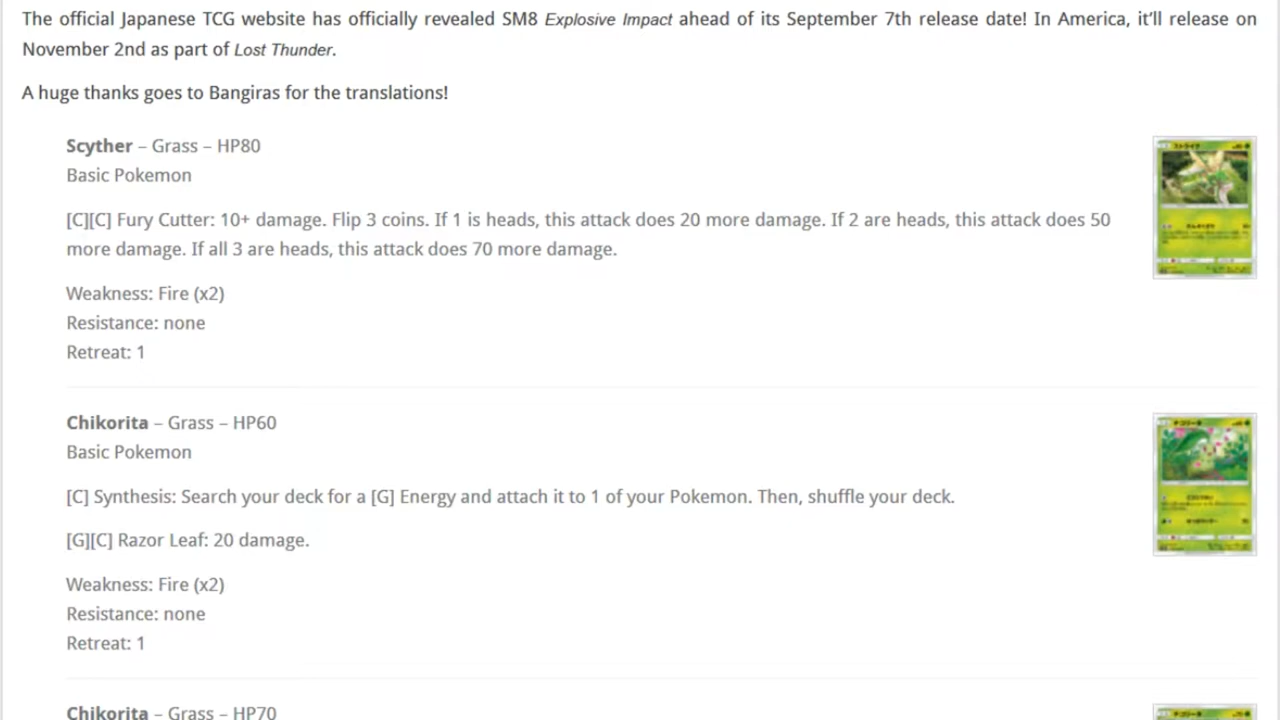 The official Japanese TCG website has officially revealed SM8 Explosive Impact ahead of its September 7th release date! In America, it’ll release on
November 2nd as part of Lost Thunder.
A huge thanks goes to Bangiras for the translations!
Scyther – Grass – HP80
Basic Pokemon
[C][C] Fury Cutter: 10+ damage. Flip 3 coins. If 1 is heads, this attack does 20 more damage. If 2 are heads, this attack does 50
more damage. If all 3 are heads, this attack does 70 more damage.
Weakness: Fire (x2)
Resistance: none
Retreat: 1
Chikorita – Grass – HP60
Basic Pokemon
[C] Synthesis: Search your deck for a [G] Energy and attach it to 1 of your Pokemon. Then, shuffle your deck.
[G][C] Razor Leaf: 20 damage.
Weakness: Fire (x2)
Resistance: none
Retreat: 1
Chikorita – Grass – HP70